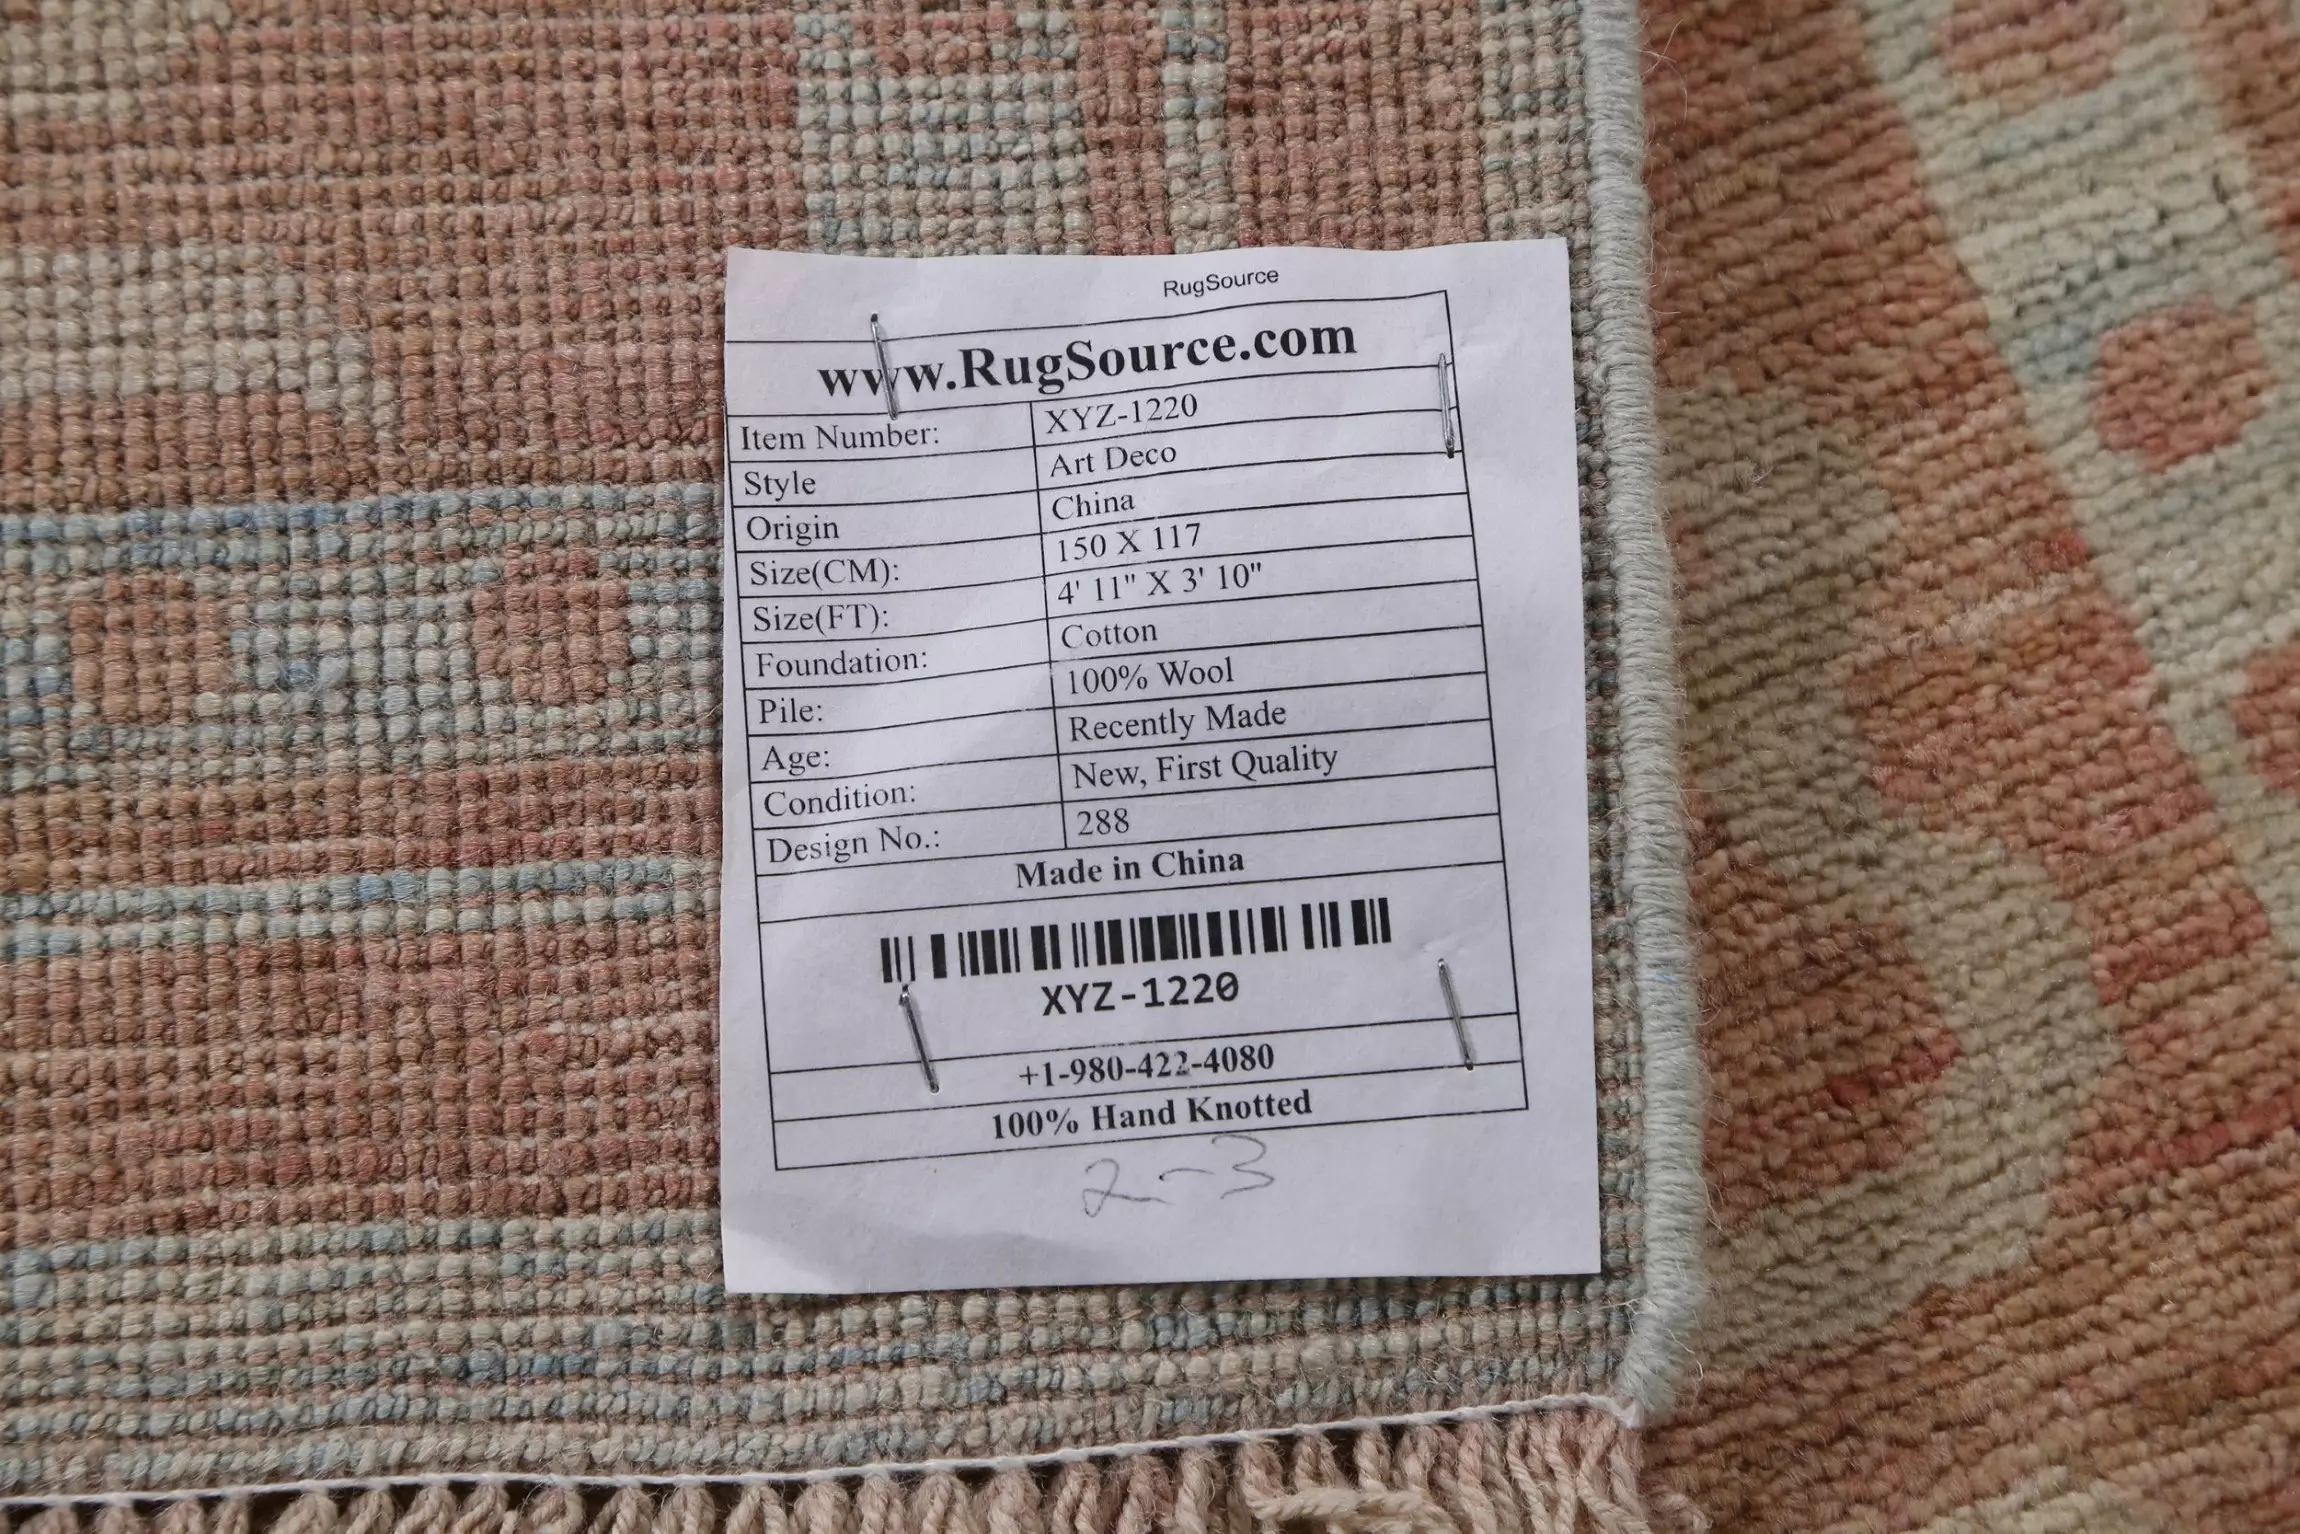 RugSource
www.RugSource.com
Item Number: XYZ-1220
Style Art Deco
Origin China
Size(CM): 150 X 117
Size(FT): 4' 11" X 3' 10"
Foundation: Cotton
Pile: 100% Wool
Age: Recently Made
Condition: New, First Quality
Design No.: 288
Made in China
XYZ-1220
+1-980-422-4080
100% Hand Knotted
2-3